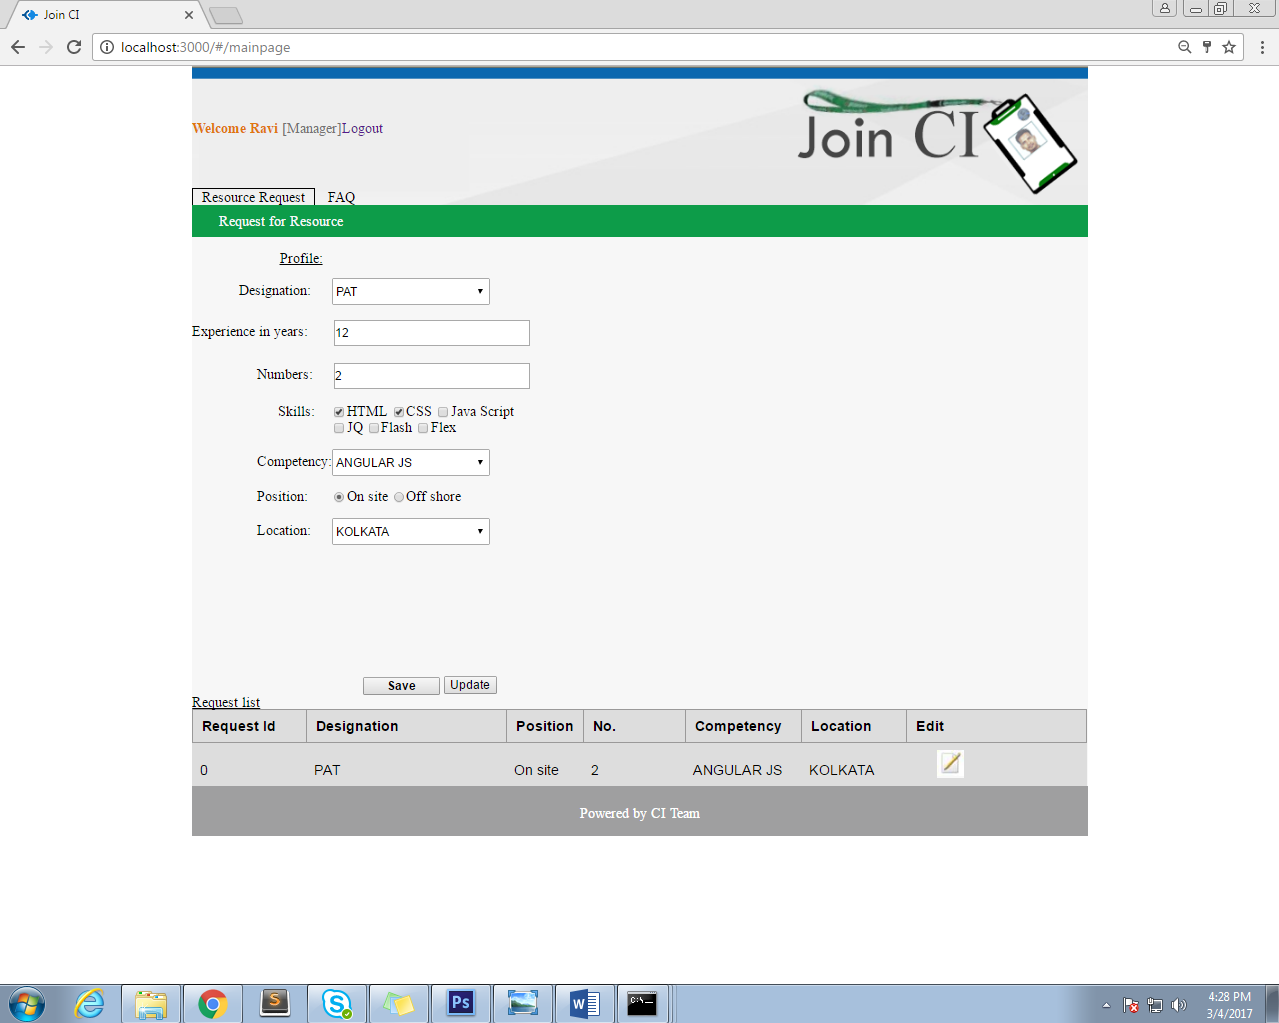 Join CI
localhost:3000/#/mainpage
Welcome Ravi [Manager]Logout
Join CI
Resource Request FAQ
Request for Resource
Profile:
Designation: PAT
Experience in years: 12
Numbers: 2
Skills: HTML CSS Java Script
JQ Flash Flex
Competency: ANGULAR JS
Position: On site Off shore
Location: KOLKATA
Save Update
Request list
Request Id Designation Position No. Competency Location Edit
0 PAT On site 2 ANGULAR JS KOLKATA
Powered by CI Team
S Ps W C:\_
4:28 PM
3/4/2017